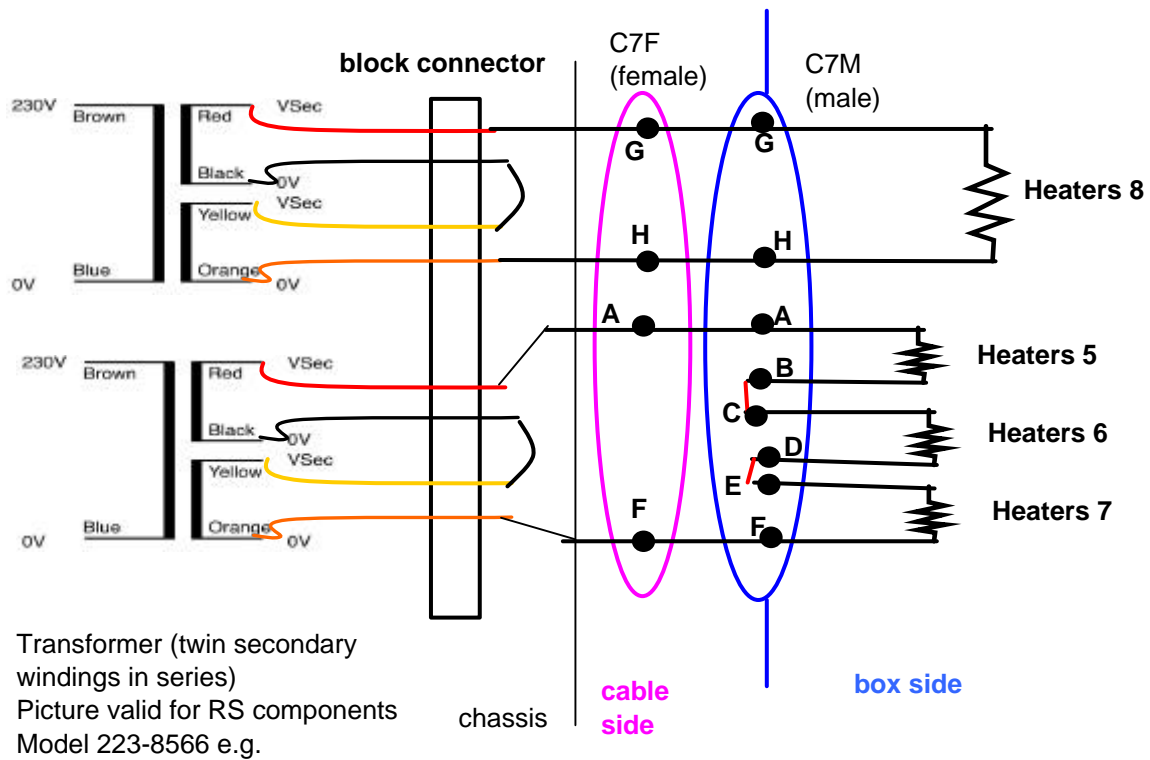 block connector
C7F
(female)
C7M
(male)
230V
Brown
Red
VSec
Black
0V
Yellow
VSec
Blue
Orange
0V
0V
G
G
H
H
Heaters 8
A
A
B
C
D
E
F
F
Heaters 5
Heaters 6
Heaters 7
230V
Brown
Red
VSec
Black
0V
Yellow
VSec
Blue
Orange
0V
0V
Transformer (twin secondary
windings in series)
Picture valid for RS components
Model 223-8566 e.g.
chassis
cable
side
box side